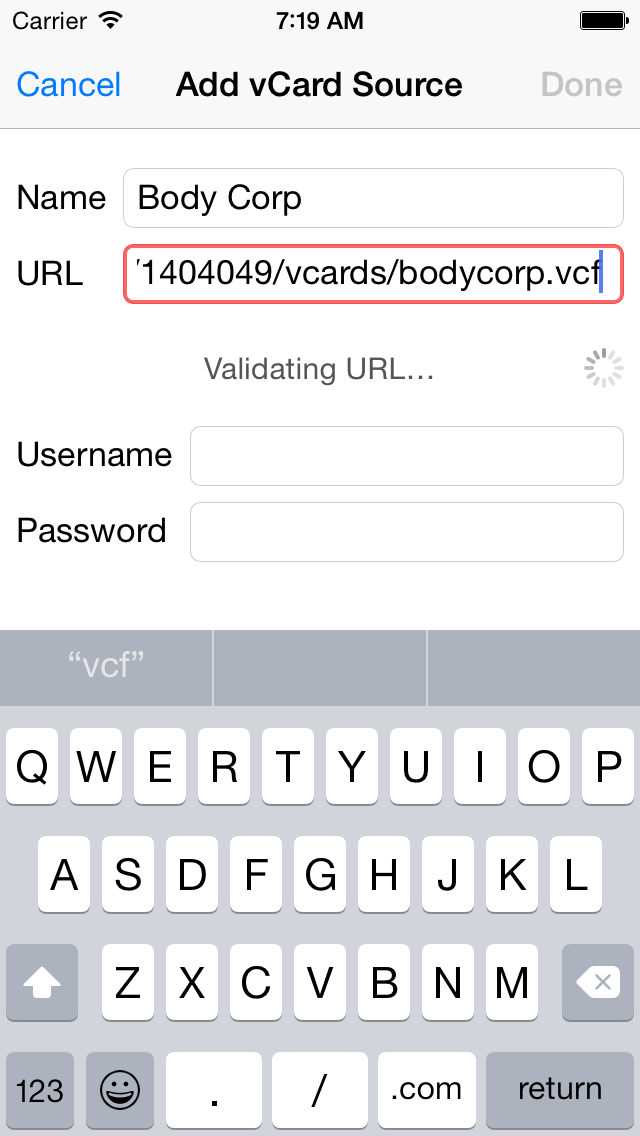 Carrier 7:19 AM
Cancel Add vCard Source Done
Name Body Corp
URL /1404049/vcards/bodycorp.vcf
Validating URL...
Username
Password
“vcf”
Q W E R T Y U I O P
A S D F G H J K L
Z X C V B N M
123 . / .com return